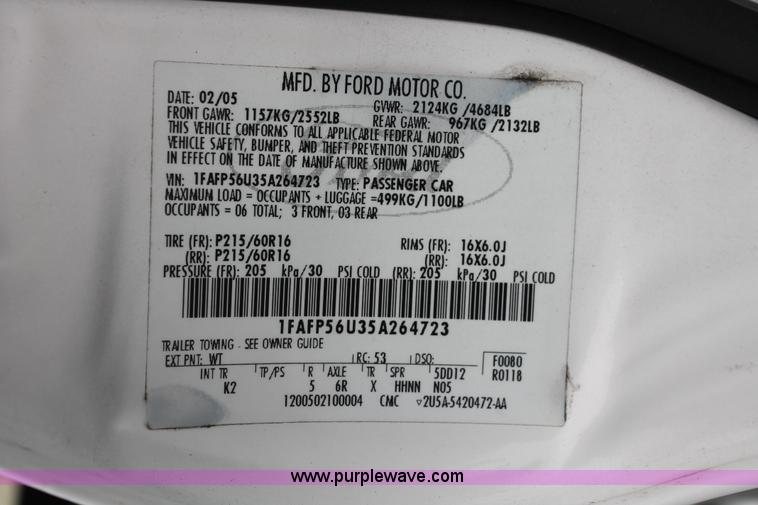 MFD. BY FORD MOTOR CO.
DATE: 02/05 GVWR: 2124KG /4684LB
FRONT GAWR: 1157KG/2552LB REAR GAWR: 967KG /2132LB
THIS VEHICLE CONFORMS TO ALL APPLICABLE FEDERAL MOTOR
VEHICLE SAFETY, BUMPER, AND THEFT PREVENTION STANDARDS
IN EFFECT ON THE DATE OF MANUFACTURE SHOWN ABOVE.
VIN: 1FAFP56U35A264723 TYPE: PASSENGER CAR
MAXIMUM LOAD = OCCUPANTS + LUGGAGE =499KG/1100LB
OCCUPANTS = 06 TOTAL; 3 FRONT, 03 REAR
TIRE (FR): P215/60R16 RIMS (FR): 16X6.0J
(RR): P215/60R16 (RR): 16X6.0J
PRESSURE (FR): 205 kPa/30 PSI COLD (RR): 205 kPa/30 PSI COLD
1FAFP56U35A264723
TRAILER TOWING - SEE OWNER GUIDE
EXT PNT: WT RC: 53 DSO: F0080
INT TR TP/PS R AXLE TR SPR 5DD12 R0118
K2 5 6R X HHNN N05
1200502100004 CMC ▽2U5A-5420472-AA
www.purplewave.com